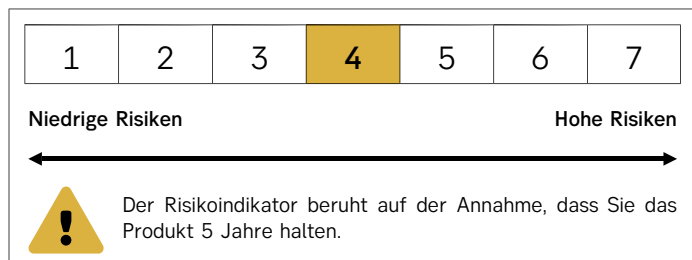 1 2 3 4 5 6 7
Niedrige Risiken Hohe Risiken
Der Risikoindikator beruht auf der Annahme, dass Sie das
Produkt 5 Jahre halten.